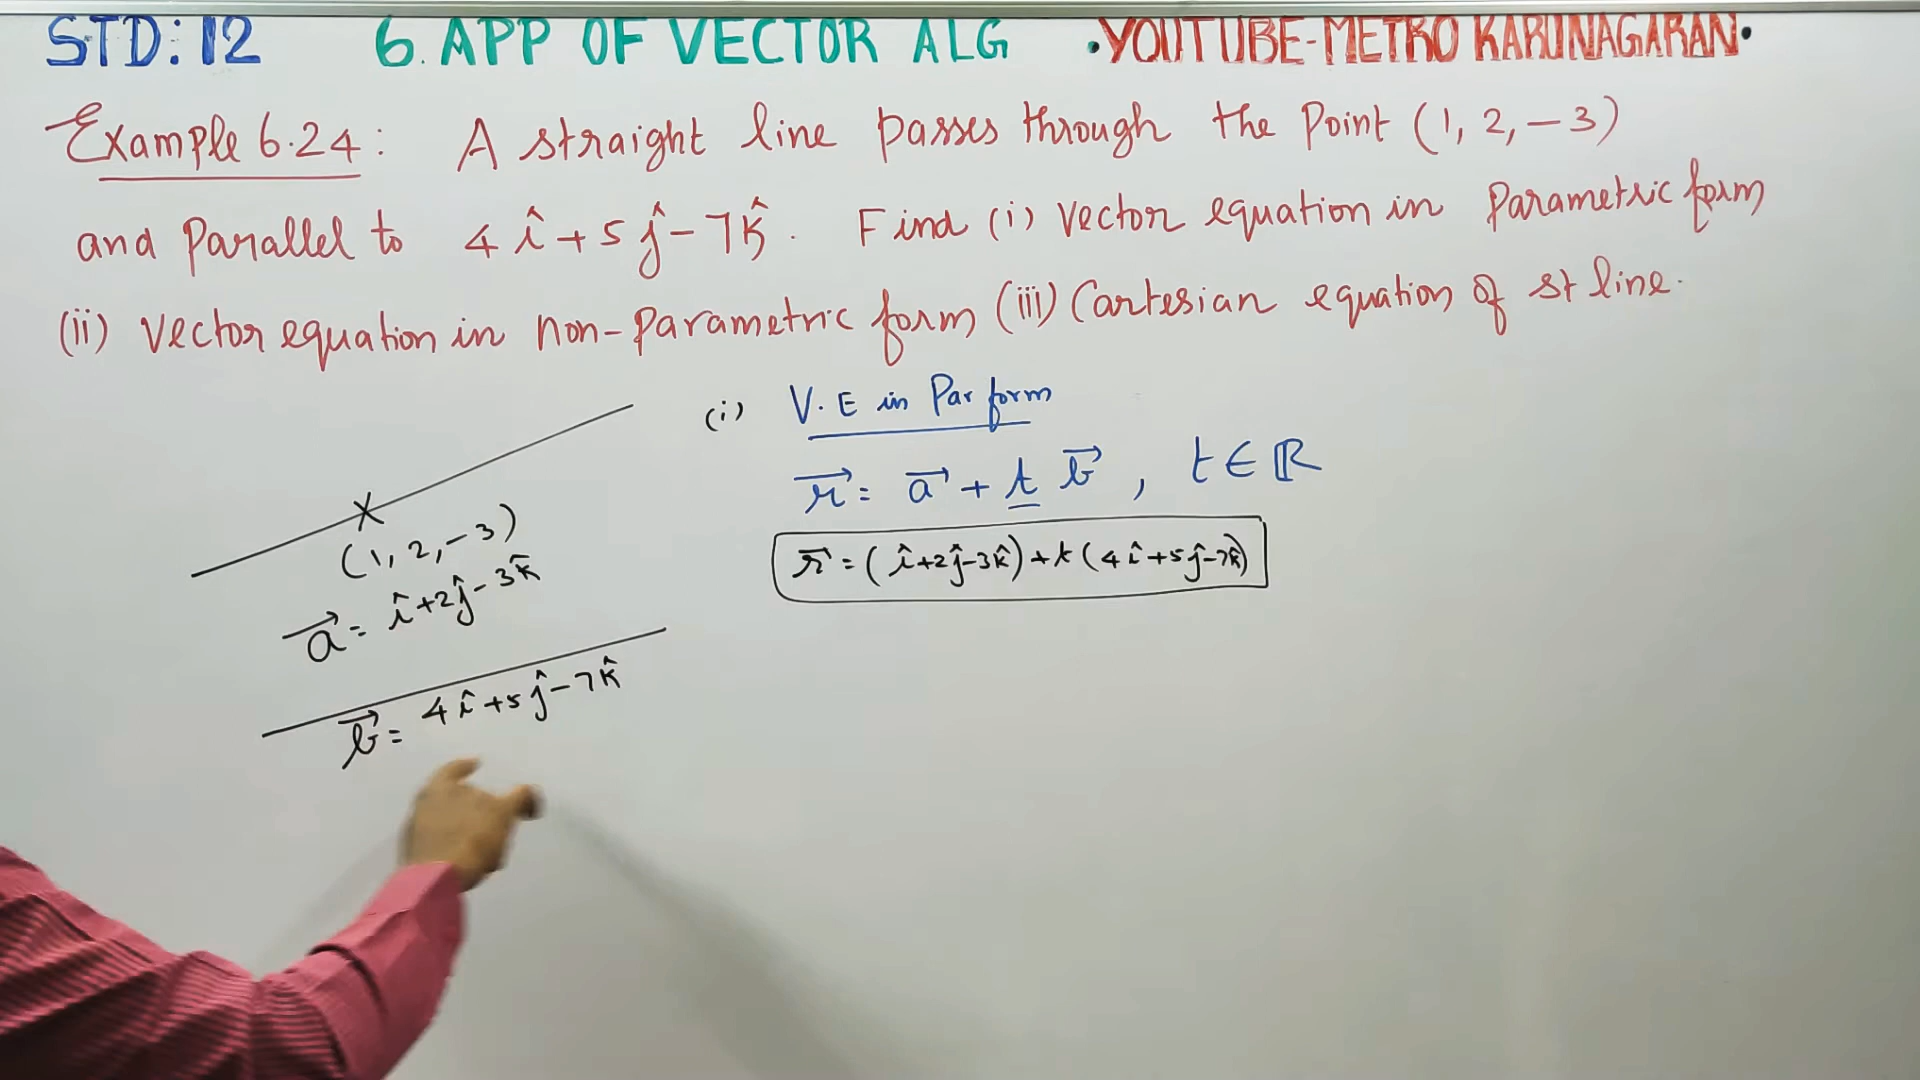 STD: 12 6. APP OF VECTOR ALG •YOUTUBE-METRO KARUNAGARAN•
Example 6.24: A straight line passes through the Point (1, 2, −3)
and Parallel to 4î + 5ĵ − 7k̂. Find (i) Vector equation in Parametric form
(ii) Vector equation in non-Parametric form (iii) Cartesian equation of st line.
(1, 2, −3)
a⃗ = î+2ĵ−3k̂
b⃗ = 4î+5ĵ−7k̂
(i) V.E in Par form
r⃗ = a⃗ + t b⃗ , t ∈ ℝ
r⃗ = (î+2ĵ−3k̂)+t(4î+5ĵ−7k̂)